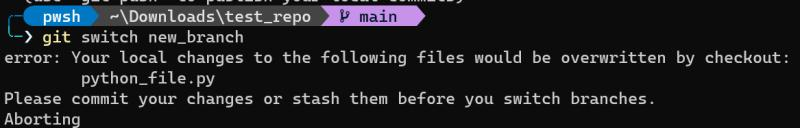 pwsh ~\Downloads\test_repo main
git switch new_branch
error: Your local changes to the following files would be overwritten by checkout:
python_file.py
Please commit your changes or stash them before you switch branches.
Aborting